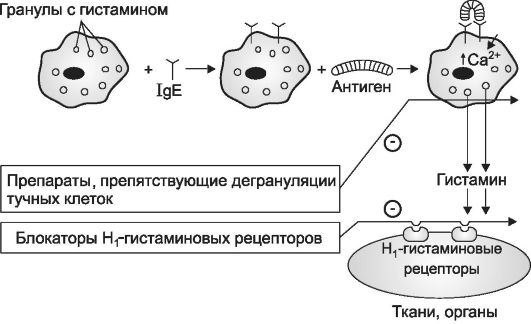 Гранулы с гистамином
↑Ca²⁺
+
IgE
+
Антиген
Препараты, препятствующие дегрануляции
тучных клеток
Гистамин
Блокаторы H₁-гистаминовых рецепторов
H₁-гистаминовые
рецепторы
Ткани, органы